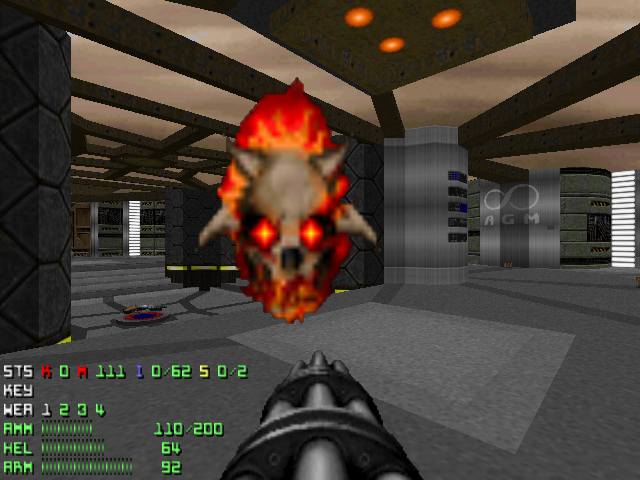 AGM
STS K 0 M 111 I 0/62 S 0/2
KEY
WEA 1 2 3 4
AMM 110/200
HEL 64
ARM 92